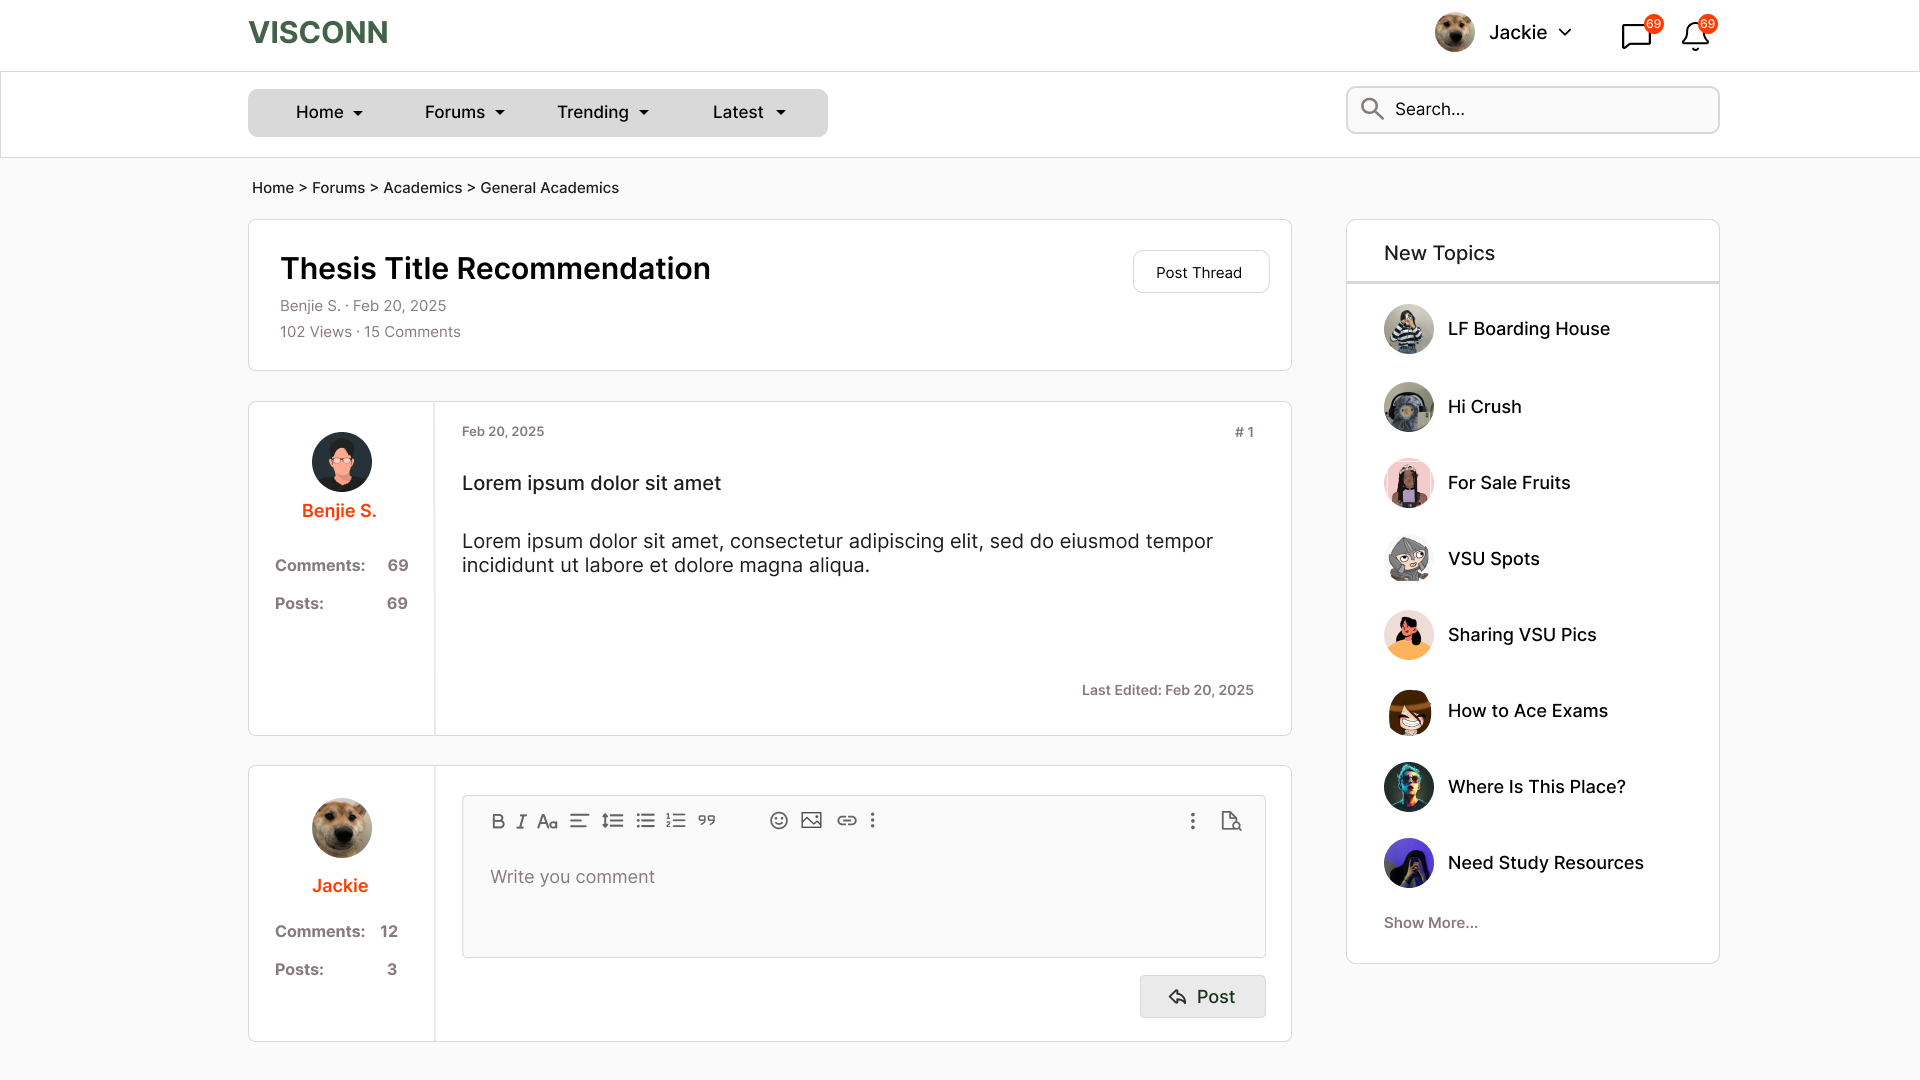 VISCONN
Jackie
69
69
Home
Forums
Trending
Latest
Search...
Home > Forums > Academics > General Academics
Thesis Title Recommendation
Benjie S. · Feb 20, 2025
102 Views · 15 Comments
Post Thread
Benjie S.
Comments: 69
Posts: 69
Feb 20, 2025
# 1
Lorem ipsum dolor sit amet
Lorem ipsum dolor sit amet, consectetur adipiscing elit, sed do eiusmod tempor
incididunt ut labore et dolore magna aliqua.
Last Edited: Feb 20, 2025
Jackie
Comments: 12
Posts: 3
Write you comment
Post
New Topics
LF Boarding House
Hi Crush
For Sale Fruits
VSU Spots
Sharing VSU Pics
How to Ace Exams
Where Is This Place?
Need Study Resources
Show More...